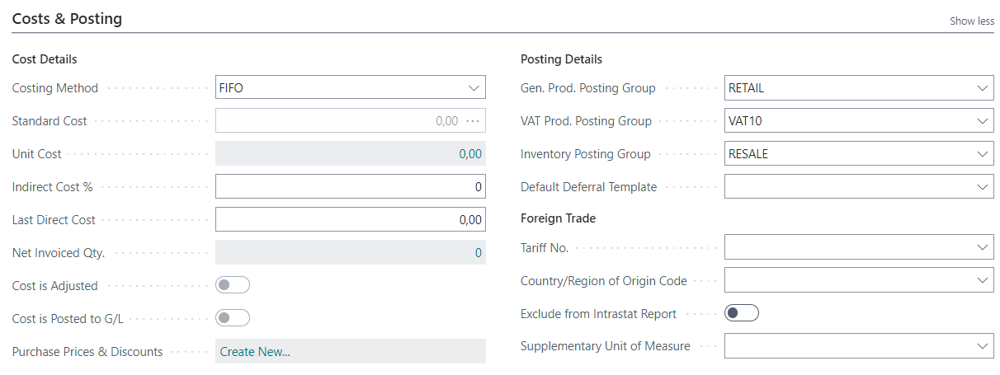 Costs & Posting
Show less
Cost Details
Costing Method FIFO
Standard Cost 0,00 ...
Unit Cost 0,00
Indirect Cost % 0
Last Direct Cost 0,00
Net Invoiced Qty. 0
Cost is Adjusted
Cost is Posted to G/L
Purchase Prices & Discounts Create New...
Posting Details
Gen. Prod. Posting Group RETAIL
VAT Prod. Posting Group VAT10
Inventory Posting Group RESALE
Default Deferral Template
Foreign Trade
Tariff No.
Country/Region of Origin Code
Exclude from Intrastat Report
Supplementary Unit of Measure